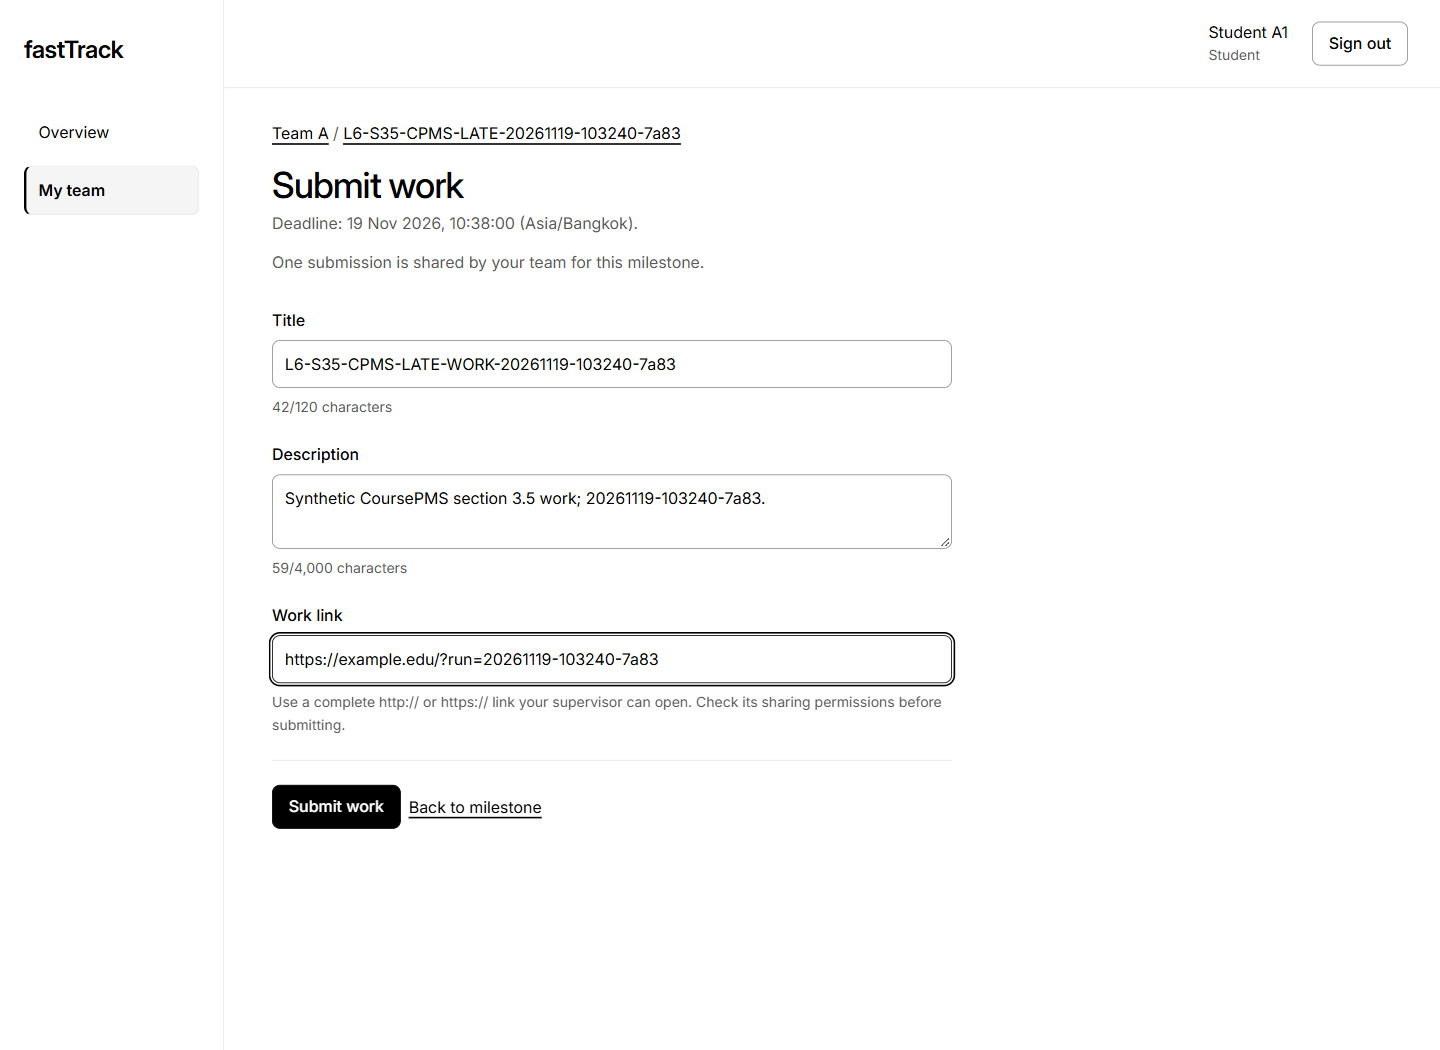 fastTrack
Student A1
Student
Sign out
Overview
My team
Team A / L6-S35-CPMS-LATE-20261119-103240-7a83
Submit work
Deadline: 19 Nov 2026, 10:38:00 (Asia/Bangkok).
One submission is shared by your team for this milestone.
Title
L6-S35-CPMS-LATE-WORK-20261119-103240-7a83
42/120 characters
Description
Synthetic CoursePMS section 3.5 work; 20261119-103240-7a83.
59/4,000 characters
Work link
https://example.edu/?run=20261119-103240-7a83
Use a complete http:// or https:// link your supervisor can open. Check its sharing permissions before
submitting.
Submit work Back to milestone